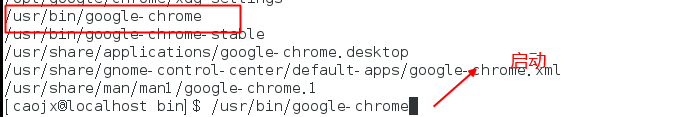 /usr/bin/google-chrome
/usr/bin/google-chrome-stable
/usr/share/applications/google-chrome.desktop
/usr/share/gnome-control-center/default-apps/google-chrome.xml
/usr/share/man/man1/google-chrome.1
[caojx@localhost bin]$ /usr/bin/google-chrome
启动